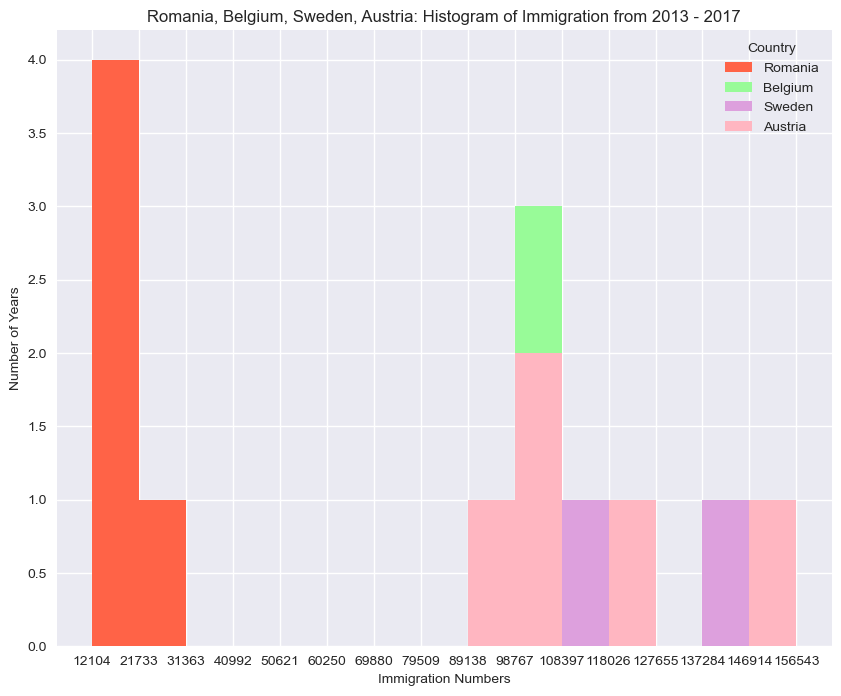 Romania, Belgium, Sweden, Austria: Histogram of Immigration from 2013 - 2017
Country
Romania
Belgium
Sweden
Austria
4.0
3.5
3.0
2.5
2.0
1.5
1.0
0.5
0.0
Number of Years
12104 21733 31363 40992 50621 60250 69880 79509 89138 98767 108397 118026 127655 137284 146914 156543
Immigration Numbers